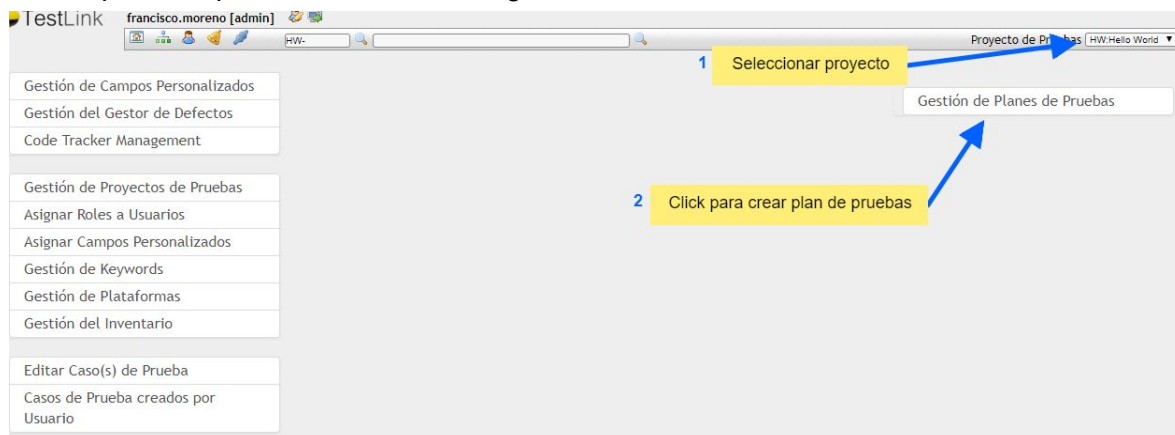 TestLink francisco.moreno [admin]
HW- Proyecto de Pruebas HW:Hello World
1 Seleccionar proyecto
Gestión de Campos Personalizados
Gestión de Planes de Pruebas
Gestión del Gestor de Defectos
Code Tracker Management
Gestión de Proyectos de Pruebas
2 Click para crear plan de pruebas
Asignar Roles a Usuarios
Asignar Campos Personalizados
Gestión de Keywords
Gestión de Plataformas
Gestión del Inventario
Editar Caso(s) de Prueba
Casos de Prueba creados por
Usuario